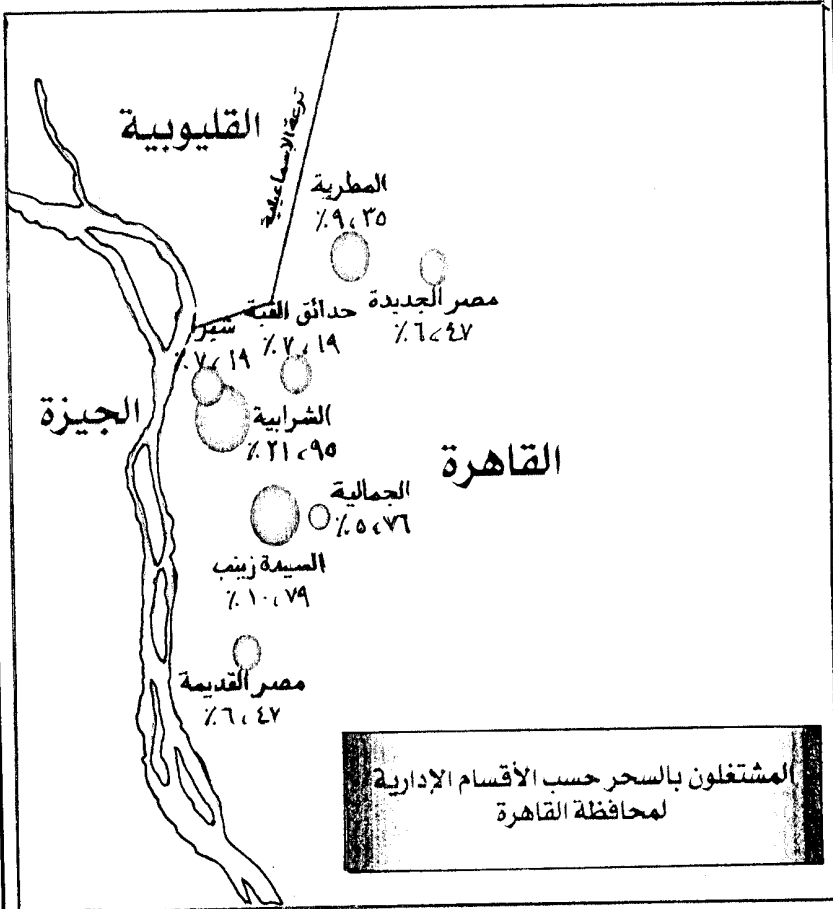 القليوبية
ترعة الإسماعيلية
المطرية
٪٩،٣٥
مصر الجديدة
٪٦،٤٧
حدائق القبة
٪٧،١٩
شبرا
٪٧،١٩
الجيزة
الشرابية
٪٢١،٩٥
القاهرة
الجمالية
٪٥،٧٦
السيدة زينب
٪١٠،٧٩
مصر القديمة
٪٦،٤٧
المشتغلون بالسحر حسب الأقسام الإدارية
لمحافظة القاهرة